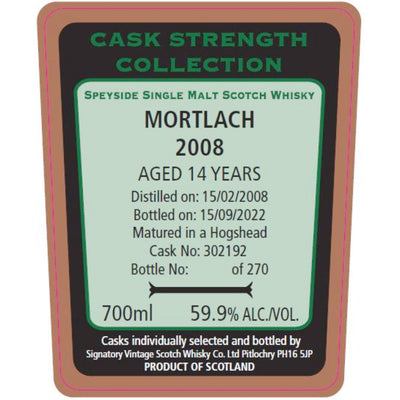 CASK STRENGTH
COLLECTION
SPEYSIDE SINGLE MALT SCOTCH WHISKY
MORTLACH
2008
AGED 14 YEARS
Distilled on: 15/02/2008
Bottled on: 15/09/2022
Matured in a Hogshead
Cask No: 302192
Bottle No: of 270
700ml 59.9% ALC./VOL.
Casks individually selected and bottled by
Signatory Vintage Scotch Whisky Co. Ltd Pitlochry PH16 5JP
PRODUCT OF SCOTLAND